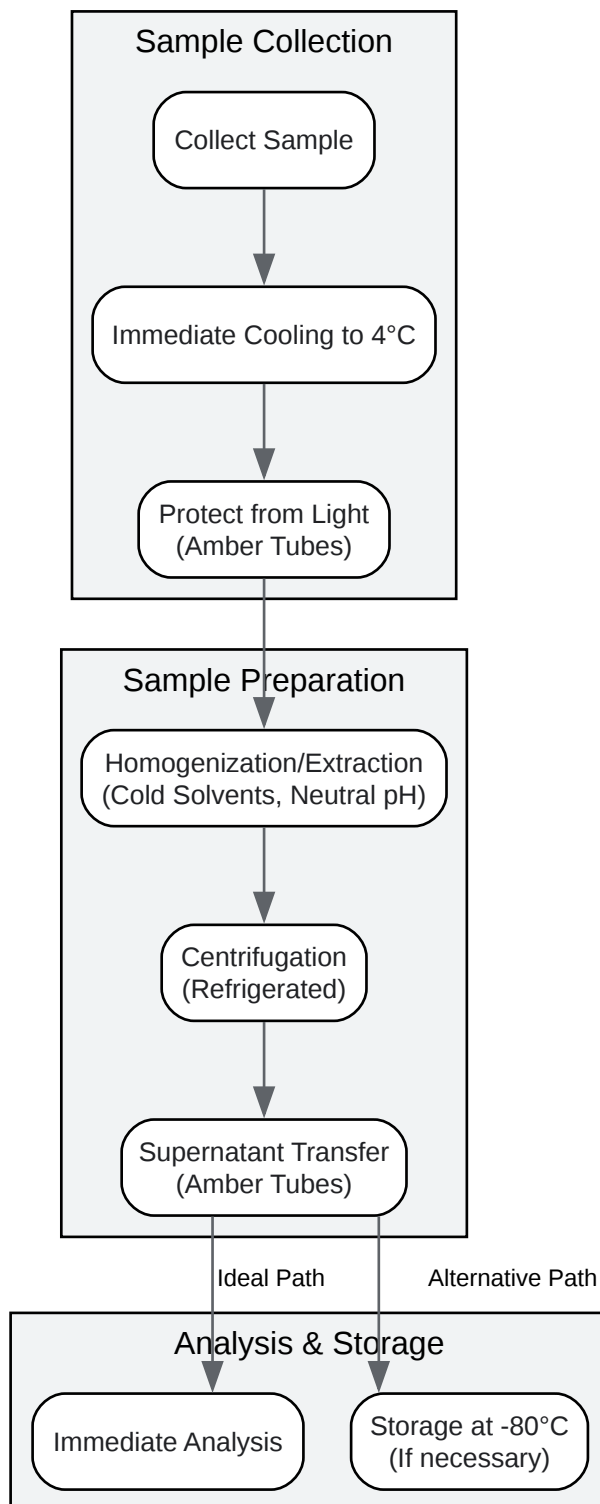 Sample Collection
Collect Sample
Immediate Cooling to 4°C
Protect from Light
(Amber Tubes)
Sample Preparation
Homogenization/Extraction
(Cold Solvents, Neutral pH)
Centrifugation
(Refrigerated)
Supernatant Transfer
(Amber Tubes)
Ideal Path
Alternative Path
Analysis & Storage
Immediate Analysis
Storage at -80°C
(If necessary)